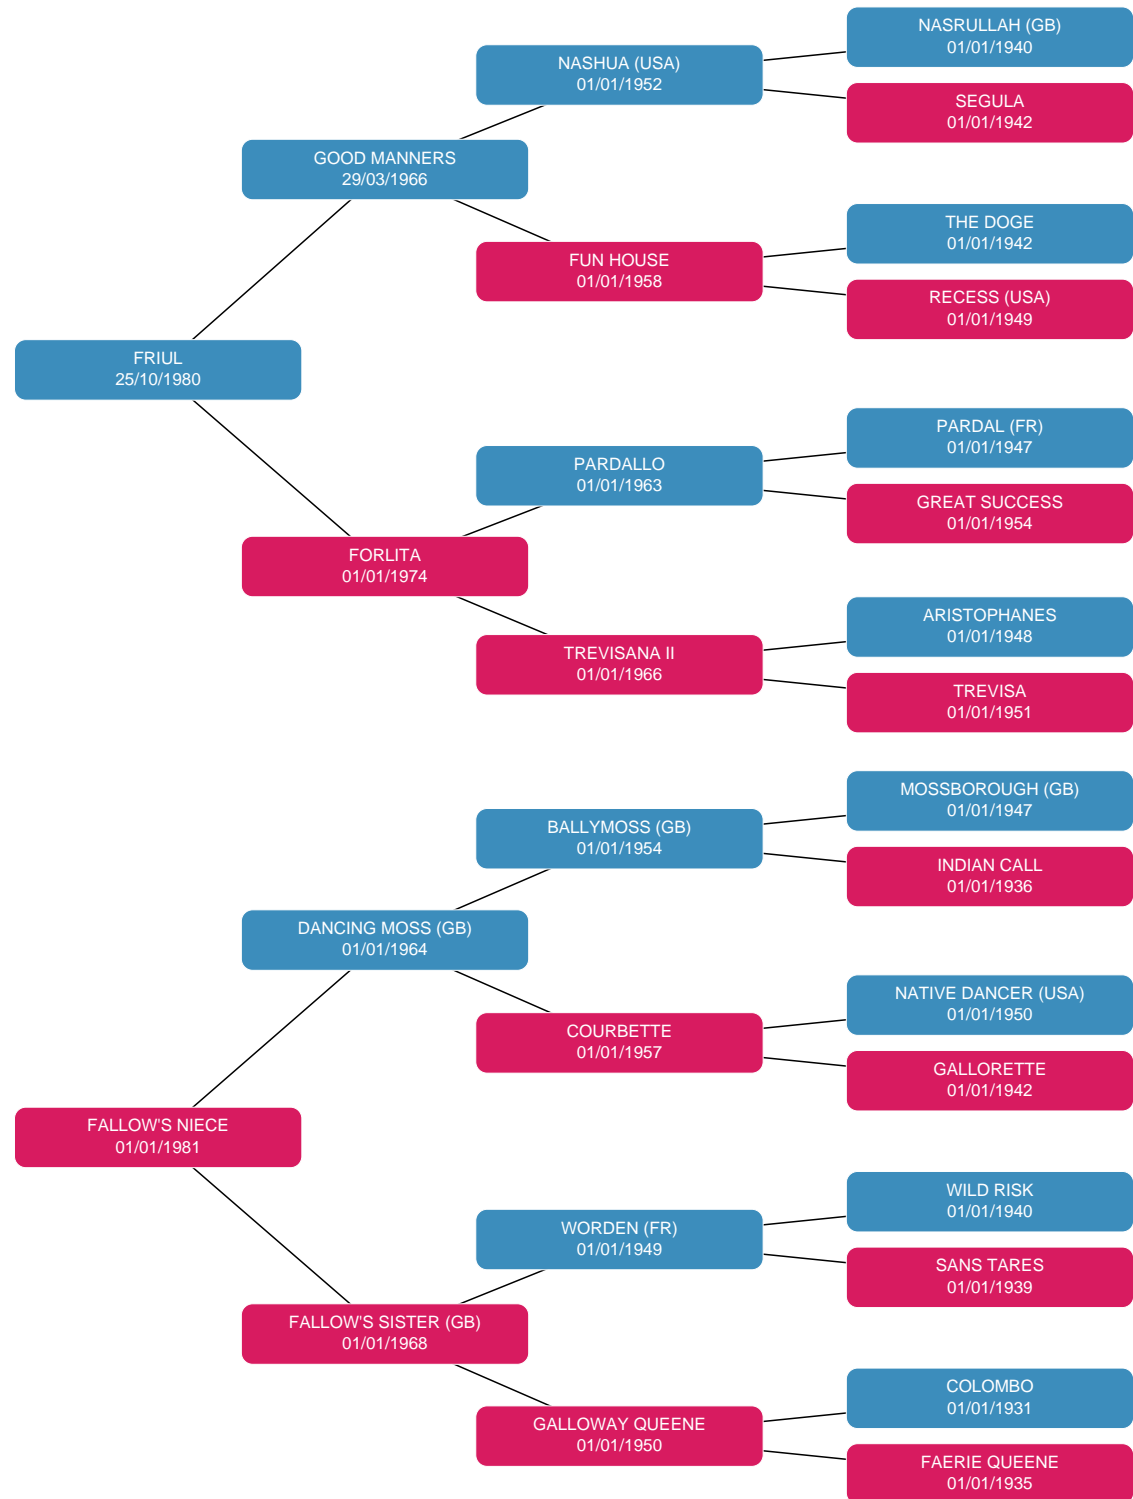 NASRULLAH (GB)
01/01/1940
NASHUA (USA)
01/01/1952
SEGULA
01/01/1942
GOOD MANNERS
29/03/1966
THE DOGE
01/01/1942
FUN HOUSE
01/01/1958
RECESS (USA)
01/01/1949
FRIUL
25/10/1980
PARDAL (FR)
01/01/1947
PARDALLO
01/01/1963
GREAT SUCCESS
01/01/1954
FORLITA
01/01/1974
ARISTOPHANES
01/01/1948
TREVISANA II
01/01/1966
TREVISA
01/01/1951
MOSSBOROUGH (GB)
01/01/1947
BALLYMOSS (GB)
01/01/1954
INDIAN CALL
01/01/1936
DANCING MOSS (GB)
01/01/1964
NATIVE DANCER (USA)
01/01/1950
COURBETTE
01/01/1957
GALLORETTE
01/01/1942
FALLOW'S NIECE
01/01/1981
WILD RISK
01/01/1940
WORDEN (FR)
01/01/1949
SANS TARES
01/01/1939
FALLOW'S SISTER (GB)
01/01/1968
COLOMBO
01/01/1931
GALLOWAY QUEENE
01/01/1950
FAERIE QUEENE
01/01/1935